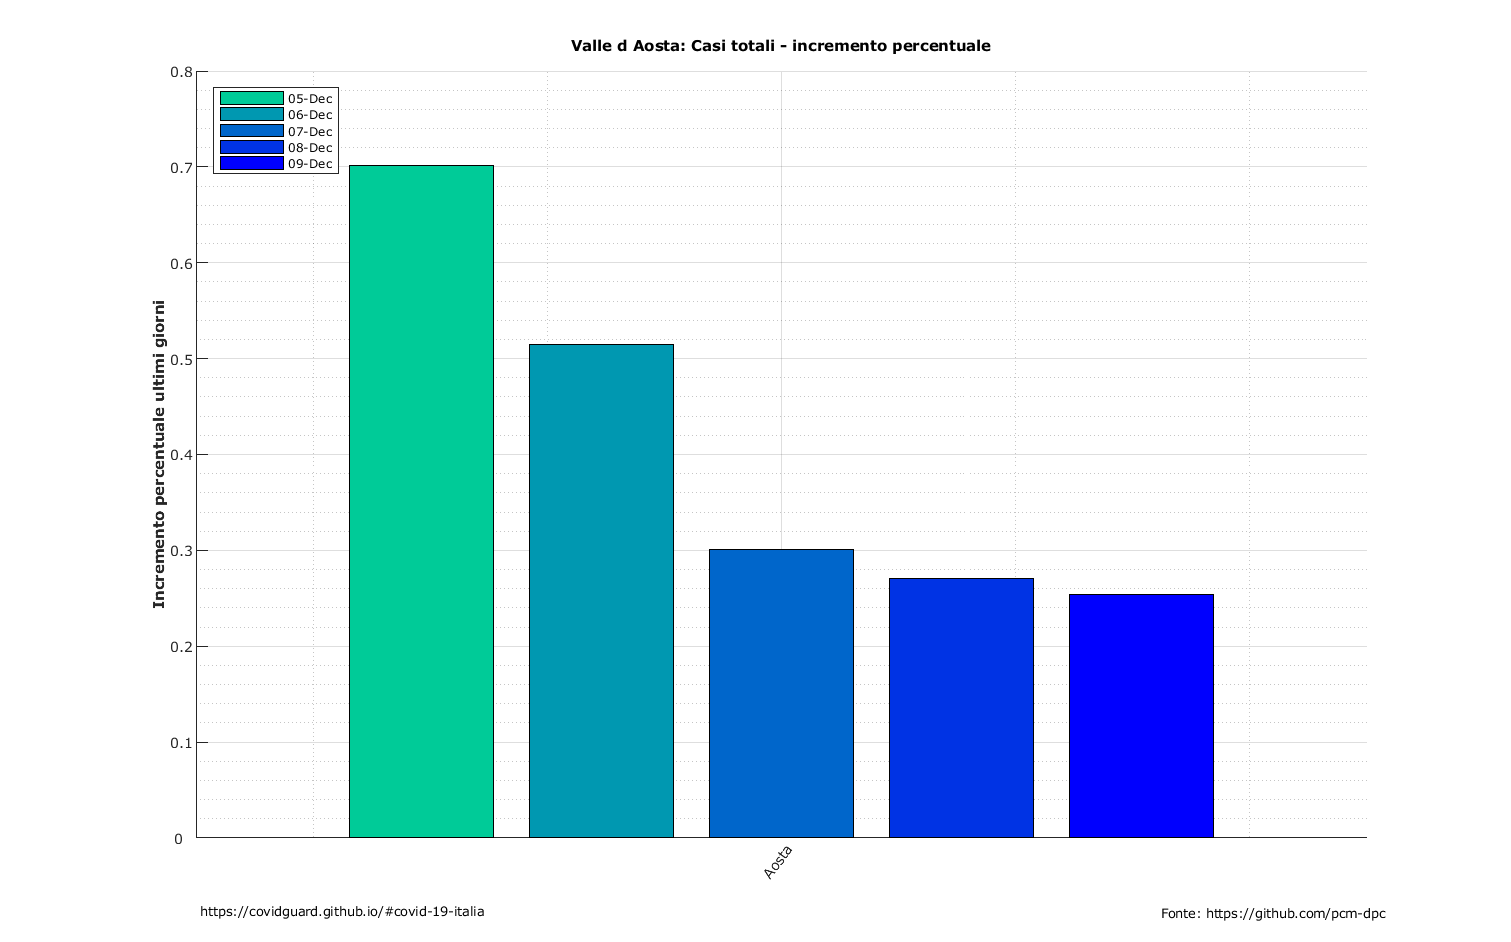 Valle d Aosta: Casi totali - incremento percentuale
0.8
0.7
0.6
0.5
0.4
0.3
0.2
0.1
0
Incremento percentuale ultimi giorni
05-Dec
06-Dec
07-Dec
08-Dec
09-Dec
Aosta
https://covidguard.github.io/#covid-19-italia
Fonte: https://github.com/pcm-dpc